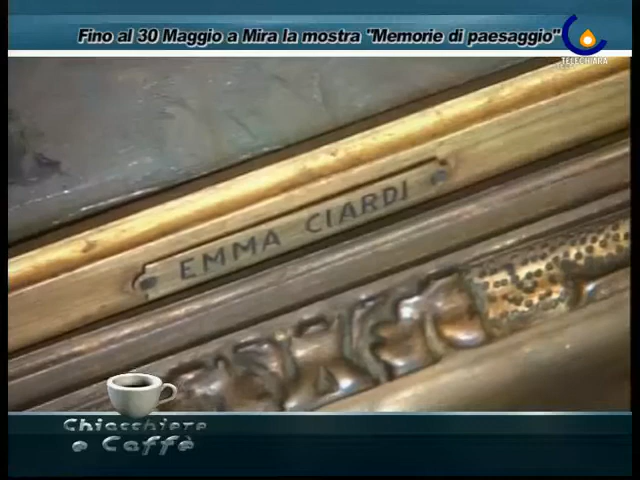 Fino al 30 Maggio a Mira la mostra "Memorie di paesaggio"
TELECHIARA
EMMA CIARDI
Chiacchiere
e Caffè